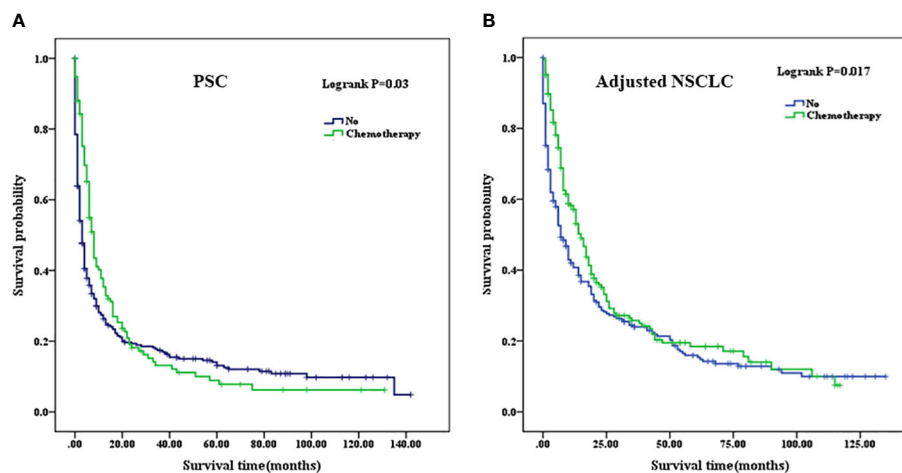 A
PSC
Logrank P=0.03
No
Chemotherapy
Survival probability
1.0
0.8
0.6
0.4
0.2
0.0
.00 20.00 40.00 60.00 80.00 100.00 120.00 140.00
Survival time(months)
B
Adjusted NSCLC
Logrank P=0.017
No
Chemotherapy
Survival probability
1.0
0.8
0.6
0.4
0.2
0.0
.00 25.00 50.00 75.00 100.00 125.00
Survival time(months)